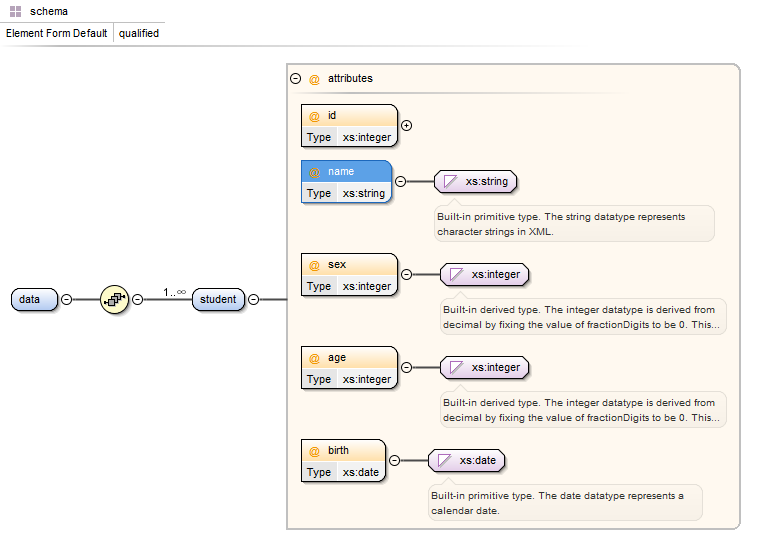 schema
Element Form Default qualified
@ attributes
@ id
Type xs:integer
@ name
Type xs:string
xs:string
Built-in primitive type. The string datatype represents
character strings in XML.
@ sex
Type xs:integer
xs:integer
Built-in derived type. The integer datatype is derived from
decimal by fixing the value of fractionDigits to be 0. This...
data
1..∞
student
@ age
Type xs:integer
xs:integer
Built-in derived type. The integer datatype is derived from
decimal by fixing the value of fractionDigits to be 0. This...
@ birth
Type xs:date
xs:date
Built-in primitive type. The date datatype represents a
calendar date.